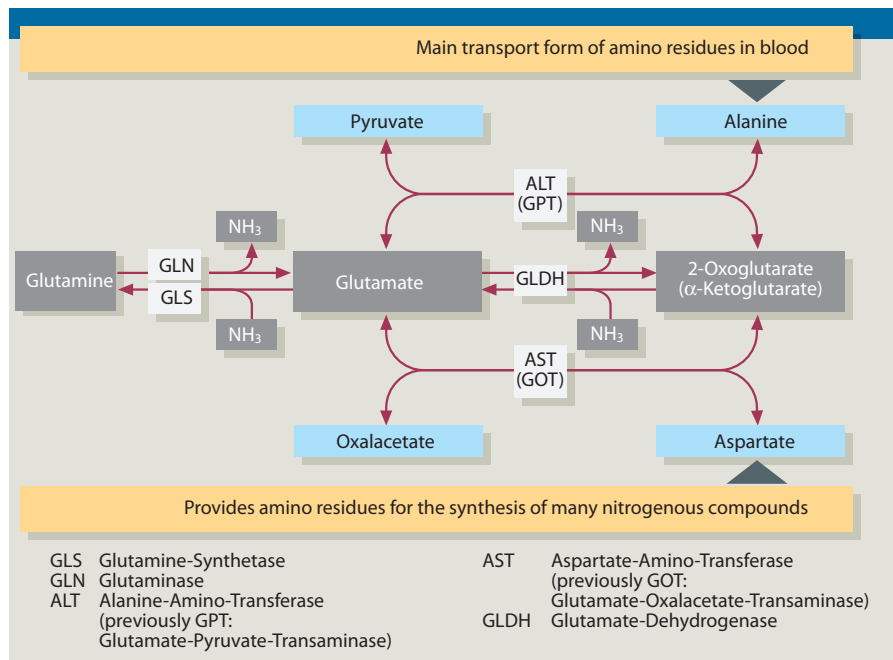 Main transport form of amino residues in blood
Pyruvate
Alanine
ALT
(GPT)
NH₃
NH₃
Glutamine
GLN
GLS
Glutamate
GLDH
2-Oxoglutarate
(α-Ketoglutarate)
NH₃
NH₃
AST
(GOT)
Oxalacetate
Aspartate
Provides amino residues for the synthesis of many nitrogenous compounds
GLS Glutamine-Synthetase
GLN Glutaminase
ALT Alanine-Amino-Transferase
(previously GPT:
Glutamate-Pyruvate-Transaminase)
AST Aspartate-Amino-Transferase
(previously GOT:
Glutamate-Oxalacetate-Transaminase)
GLDH Glutamate-Dehydrogenase